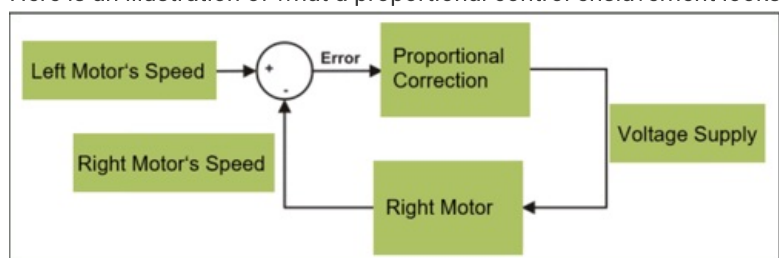 Left Motor's Speed
+
-
Error
Proportional
Correction
Voltage Supply
Right Motor's Speed
Right Motor